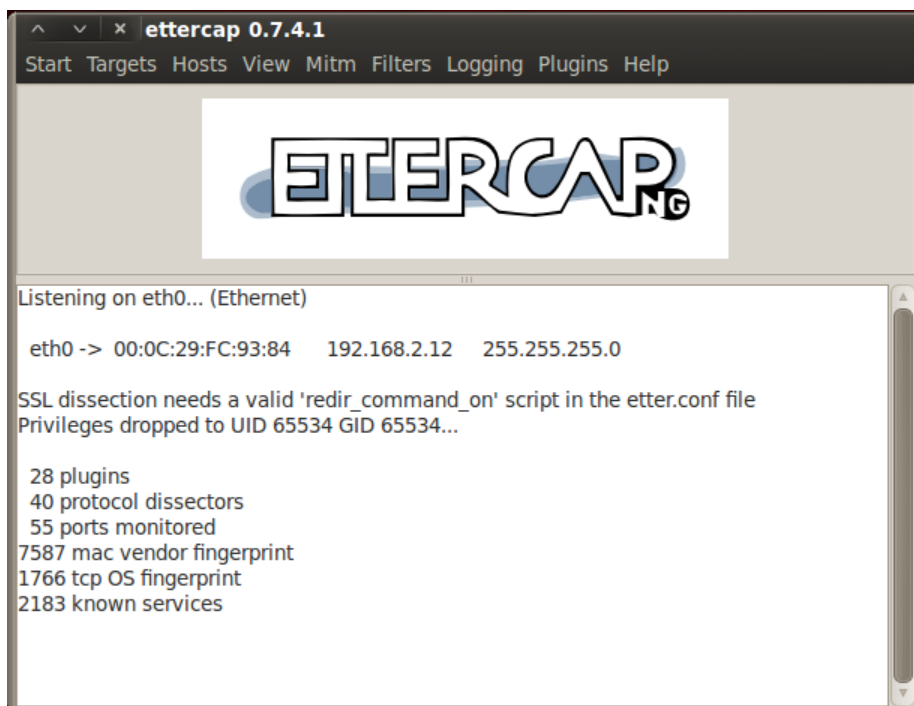 ettercap 0.7.4.1
Start Targets Hosts View Mitm Filters Logging Plugins Help
ETTERCAP
NG
Listening on eth0... (Ethernet)
eth0 -> 00:0C:29:FC:93:84 192.168.2.12 255.255.255.0
SSL dissection needs a valid 'redir_command_on' script in the etter.conf file
Privileges dropped to UID 65534 GID 65534...
28 plugins
40 protocol dissectors
55 ports monitored
7587 mac vendor fingerprint
1766 tcp OS fingerprint
2183 known services